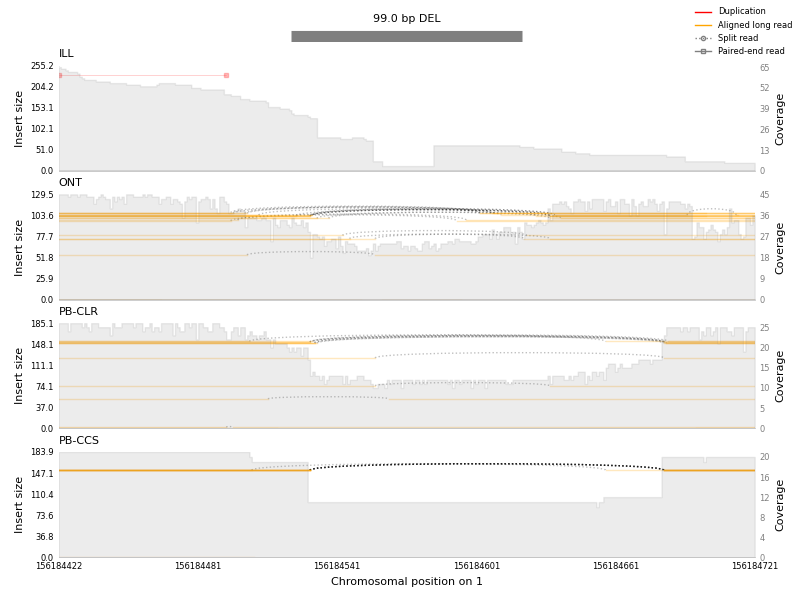 99.0 bp DEL
Duplication
Aligned long read
Split read
Paired-end read
ILL
255.2
204.2
153.1
102.1
51.0
0.0
Insert size
65
52
39
26
13
0
Coverage
ONT
129.5
103.6
77.7
51.8
25.9
0.0
Insert size
45
36
27
18
9
0
Coverage
PB-CLR
185.1
148.1
111.1
74.1
37.0
0.0
Insert size
25
20
15
10
5
0
Coverage
PB-CCS
183.9
147.1
110.4
73.6
36.8
0.0
Insert size
20
16
12
8
4
0
Coverage
156184422 156184481 156184541 156184601 156184661 156184721
Chromosomal position on 1